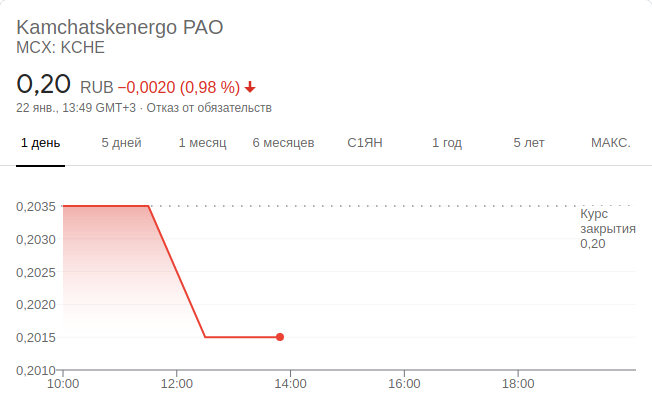 Kamchatskenergo PAO
MCX: KCHE
0,20 RUB −0,0020 (0,98 %)
22 янв., 13:49 GMT+3 · Отказ от обязательств
1 день 5 дней 1 месяц 6 месяцев С1ЯН 1 год 5 лет МАКС.
0,2035
Курс
закрытия
0,20
0,2030
0,2025
0,2020
0,2015
0,2010
10:00 12:00 14:00 16:00 18:00